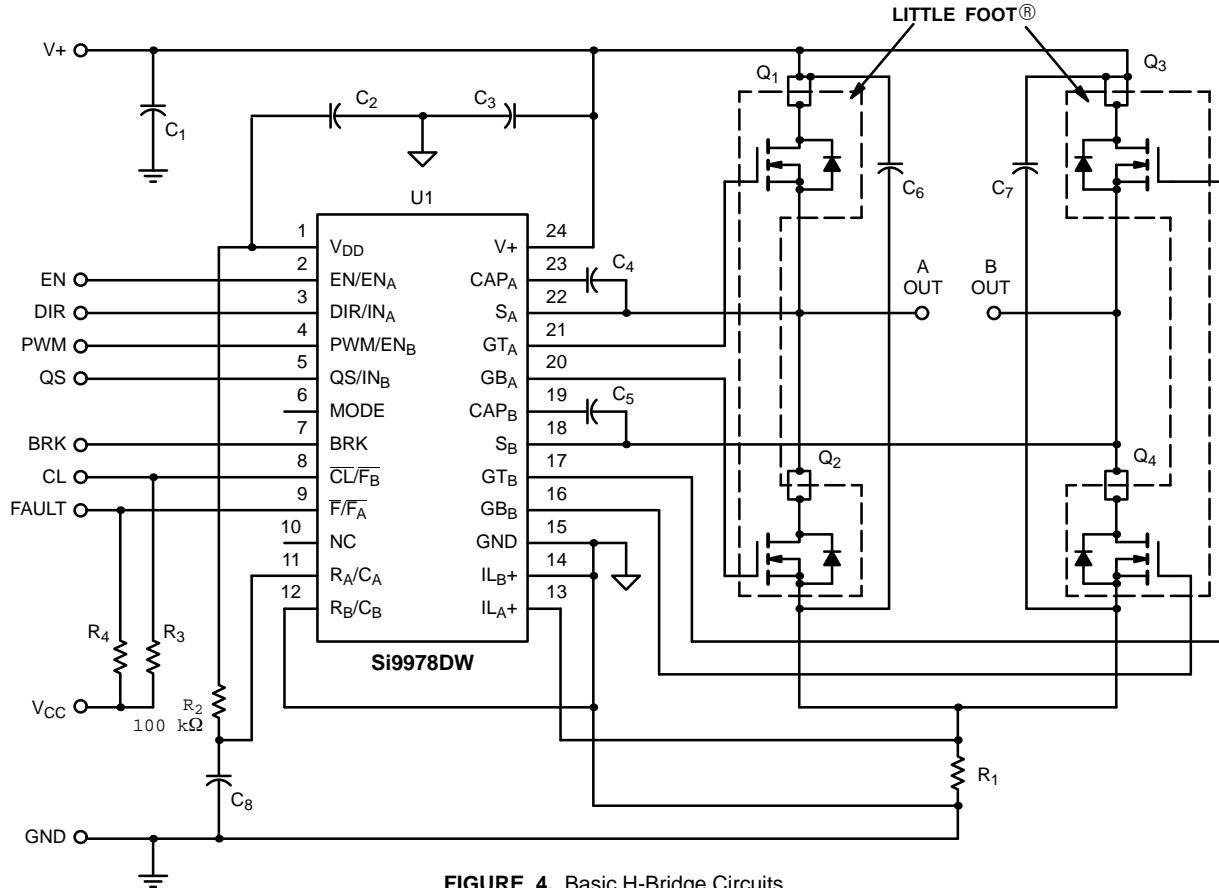 LITTLE FOOT®
V+
Q1
Q3
C2
C3
C1
C6
C7
U1
1 VDD V+ 24
EN 2 EN/ENA CAPA 23 C4
A OUT
B OUT
DIR 3 DIR/INA SA 22
PWM 4 PWM/ENB GTA 21
QS 5 QS/INB GBA 20
6 MODE CAPB 19 C5
BRK 7 BRK SB 18
Q2
Q4
CL 8 CL/FB GTB 17
FAULT 9 F/FA GBB 16
10 NC GND 15
11 RA/CA ILB+ 14
12 RB/CB ILA+ 13
R4
R3
Si9978DW
VCC
R2
100 kΩ
R1
C8
GND
FIGURE 4. Basic H-Bridge Circuits